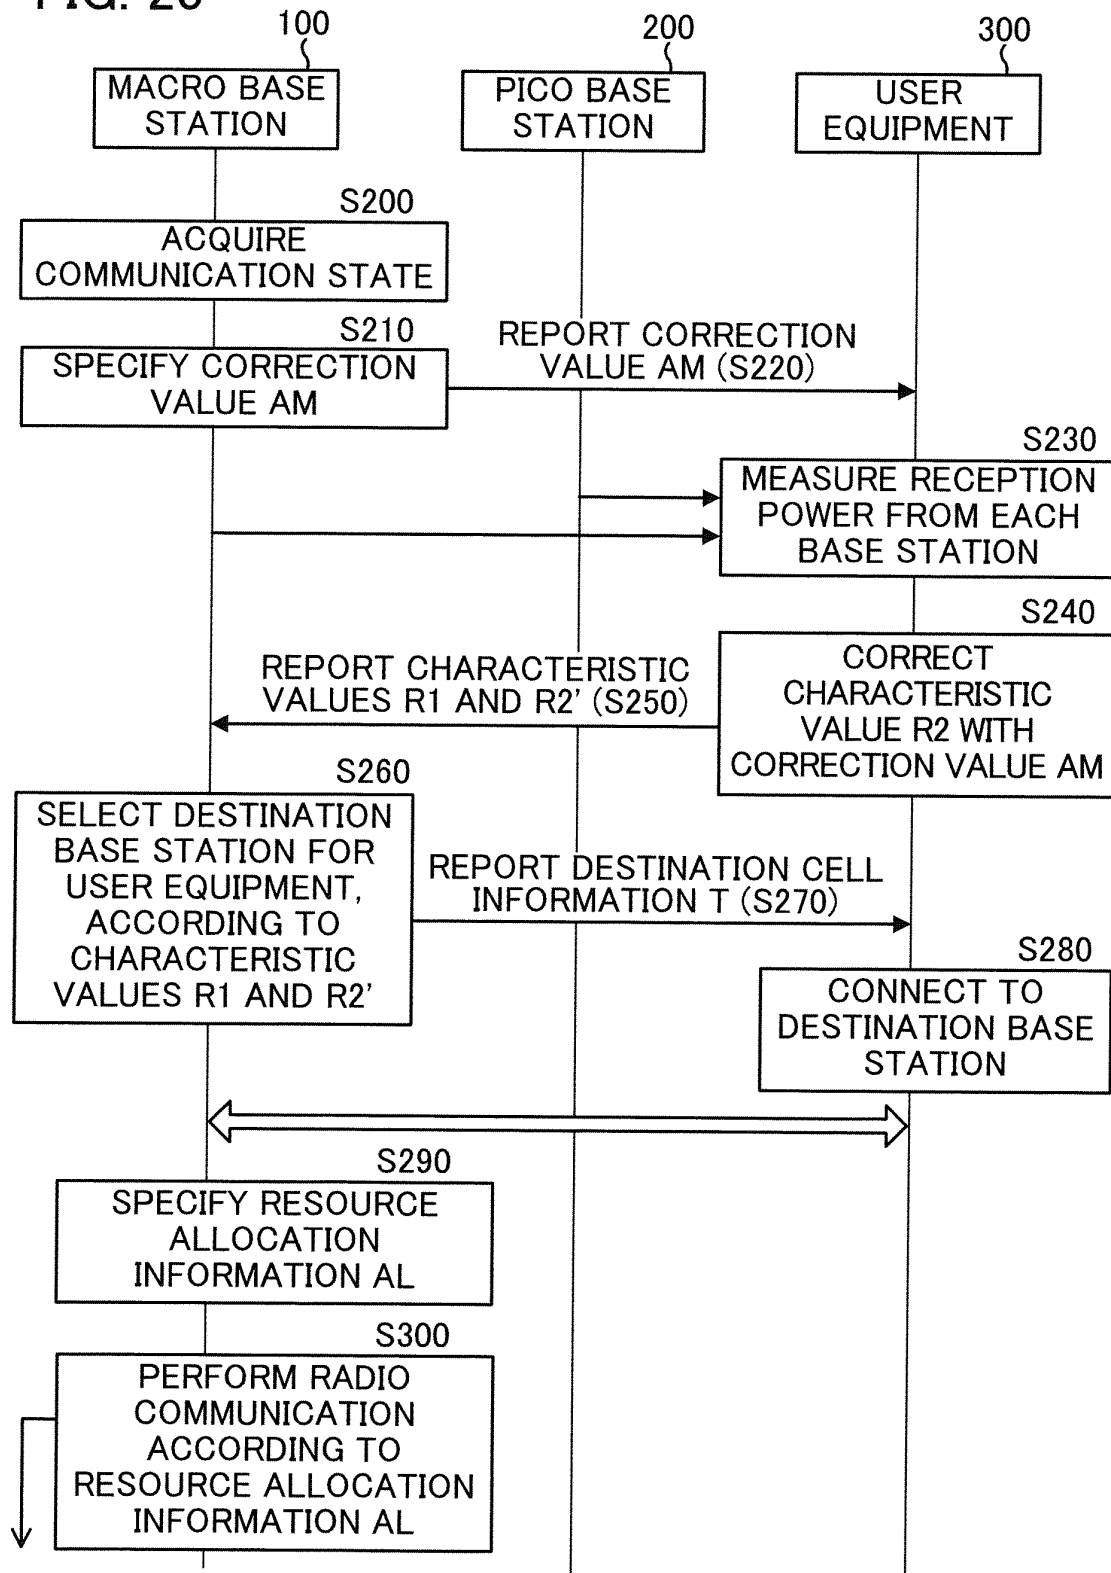 FIG. 20
100
200
300
MACRO BASE
STATION
PICO BASE
STATION
USER
EQUIPMENT
S200
ACQUIRE
COMMUNICATION STATE
S210
SPECIFY CORRECTION
VALUE AM
REPORT CORRECTION
VALUE AM (S220)
S230
MEASURE RECEPTION
POWER FROM EACH
BASE STATION
S240
CORRECT
CHARACTERISTIC
VALUE R2 WITH
CORRECTION VALUE AM
REPORT CHARACTERISTIC
VALUES R1 AND R2' (S250)
S260
SELECT DESTINATION
BASE STATION FOR
USER EQUIPMENT,
ACCORDING TO
CHARACTERISTIC
VALUES R1 AND R2'
REPORT DESTINATION CELL
INFORMATION T (S270)
S280
CONNECT TO
DESTINATION BASE
STATION
S290
SPECIFY RESOURCE
ALLOCATION
INFORMATION AL
S300
PERFORM RADIO
COMMUNICATION
ACCORDING TO
RESOURCE ALLOCATION
INFORMATION AL